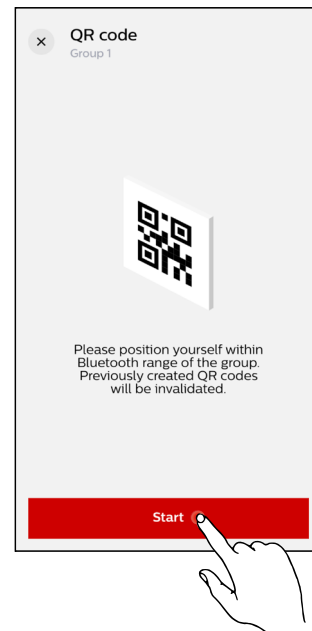 QR code
Group 1
Please position yourself within
Bluetooth range of the group.
Previously created QR codes
will be invalidated.
Start